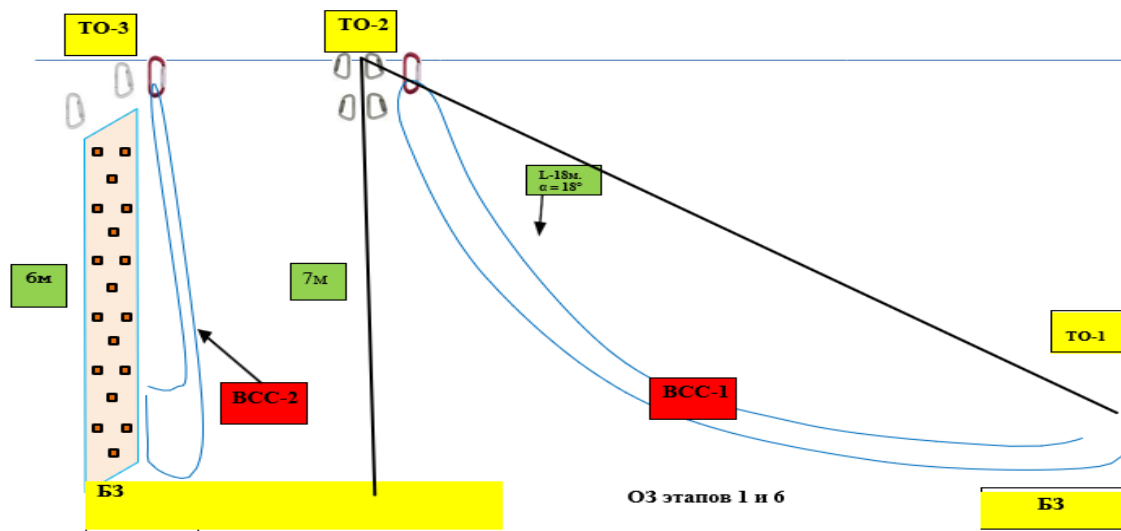 ТО-3
ТО-2
L-18м.
α = 18°
6м
7м
ТО-1
ВСС-2
ВСС-1
БЗ
ОЗ этапов 1 и 6
БЗ